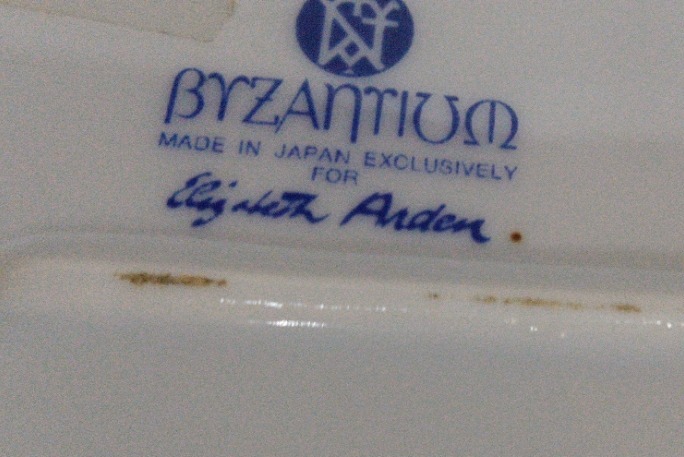 BYZANTIUM
MADE IN JAPAN EXCLUSIVELY
FOR
Elizabeth Arden